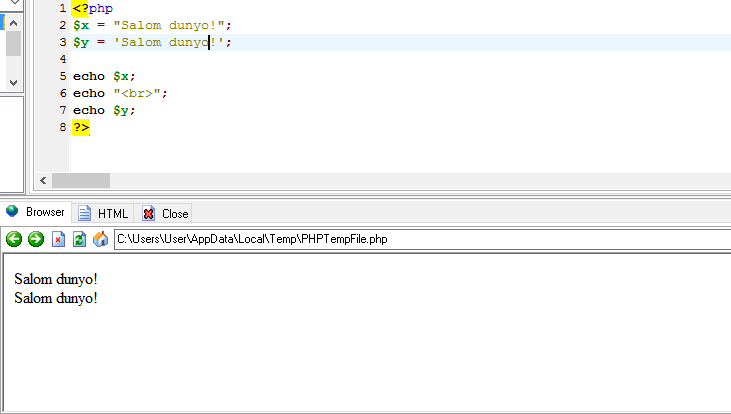 1 <?php
2 $x = "Salom dunyo!";
3 $y = 'Salom dunyo!';
4
5 echo $x;
6 echo "<br>";
7 echo $y;
8 ?>
Browser HTML Close
C:\Users\User\AppData\Local\Temp\PHPTempFile.php
Salom dunyo!
Salom dunyo!